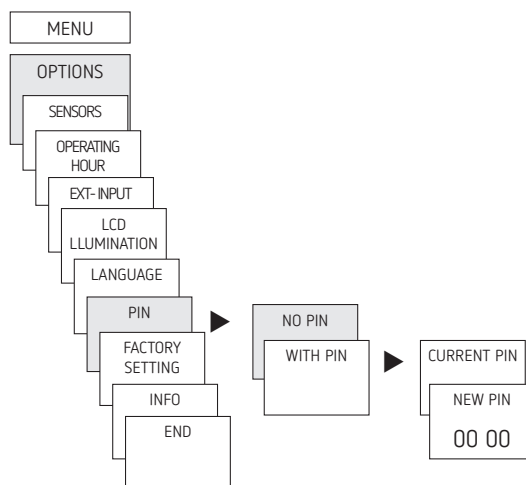 MENU
OPTIONS
SENSORS
OPERATING
HOUR
EXT-INPUT
LCD
LLUMINATION
LANGUAGE
PIN
FACTORY
SETTING
INFO
END
NO PIN
WITH PIN
CURRENT PIN
NEW PIN
00 00